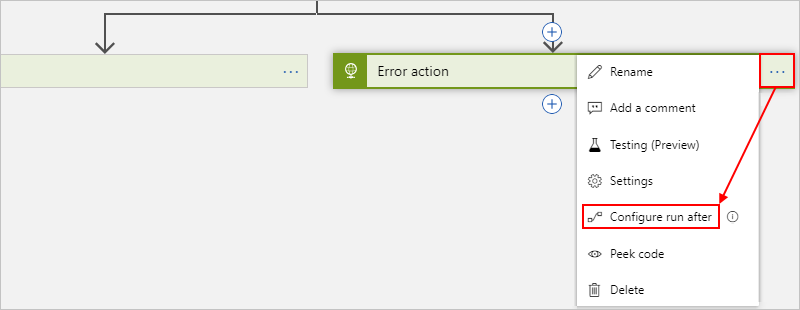 Error action
Rename
Add a comment
Testing (Preview)
Settings
Configure run after
Peek code
Delete